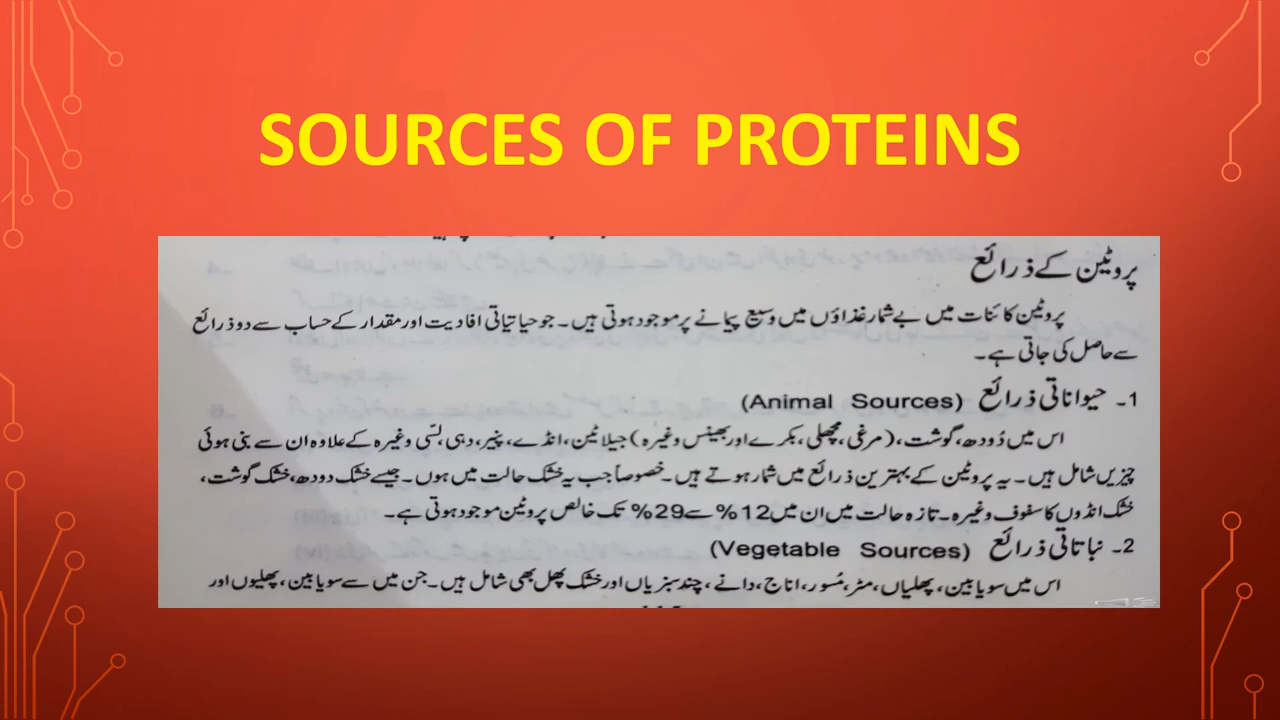 SOURCES OF PROTEINS
پروٹین کے ذرائع
پروٹین کائنات میں بے شمار غذاؤں میں وسیع پیمانے پر موجود ہوتی ہیں۔ جو حیاتیاتی افادیت اور مقدار کے حساب سے دو ذرائع
سے حاصل کی جاتی ہے۔
1۔ حیواناتی ذرائع (Animal Sources)
اس میں دُودھ، گوشت، (مرغی، مچھلی، بکرے اور بھینس وغیرہ) جیلاٹین، انڈے، پنیر، دہی، لسّی وغیرہ کے علاوہ ان سے بنی ہوئی
چیزیں شامل ہیں۔ یہ پروٹین کے بہترین ذرائع میں شمار ہوتے ہیں۔ خصوصاً جب یہ خشک حالت میں ہوں۔ جیسے خشک دودھ، خشک گوشت،
خشک انڈوں کا سفوف وغیرہ۔ تازہ حالت میں ان میں 12% سے 29% تک خالص پروٹین موجود ہوتی ہے۔
2۔ نباتاتی ذرائع (Vegetable Sources)
اس میں سویابین، پھلیاں، مٹر، مُسور، اناج، دانے، چند سبزیاں اور خشک پھل بھی شامل ہیں۔ جن میں سے سویابین، پھلیوں اور